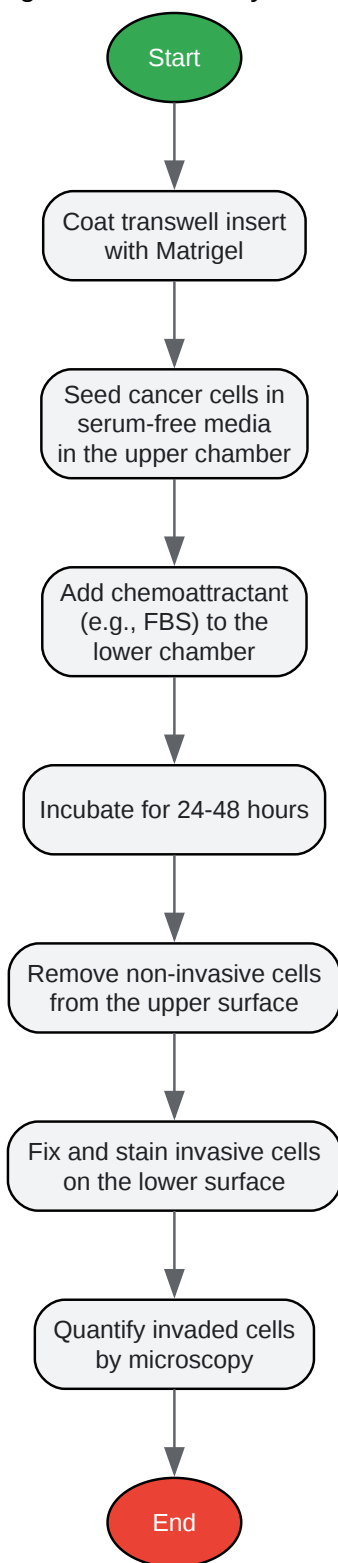 Start
Coat transwell insert
with Matrigel
Seed cancer cells in
serum-free media
in the upper chamber
Add chemoattractant
(e.g., FBS) to the
lower chamber
Incubate for 24-48 hours
Remove non-invasive cells
from the upper surface
Fix and stain invasive cells
on the lower surface
Quantify invaded cells
by microscopy
End